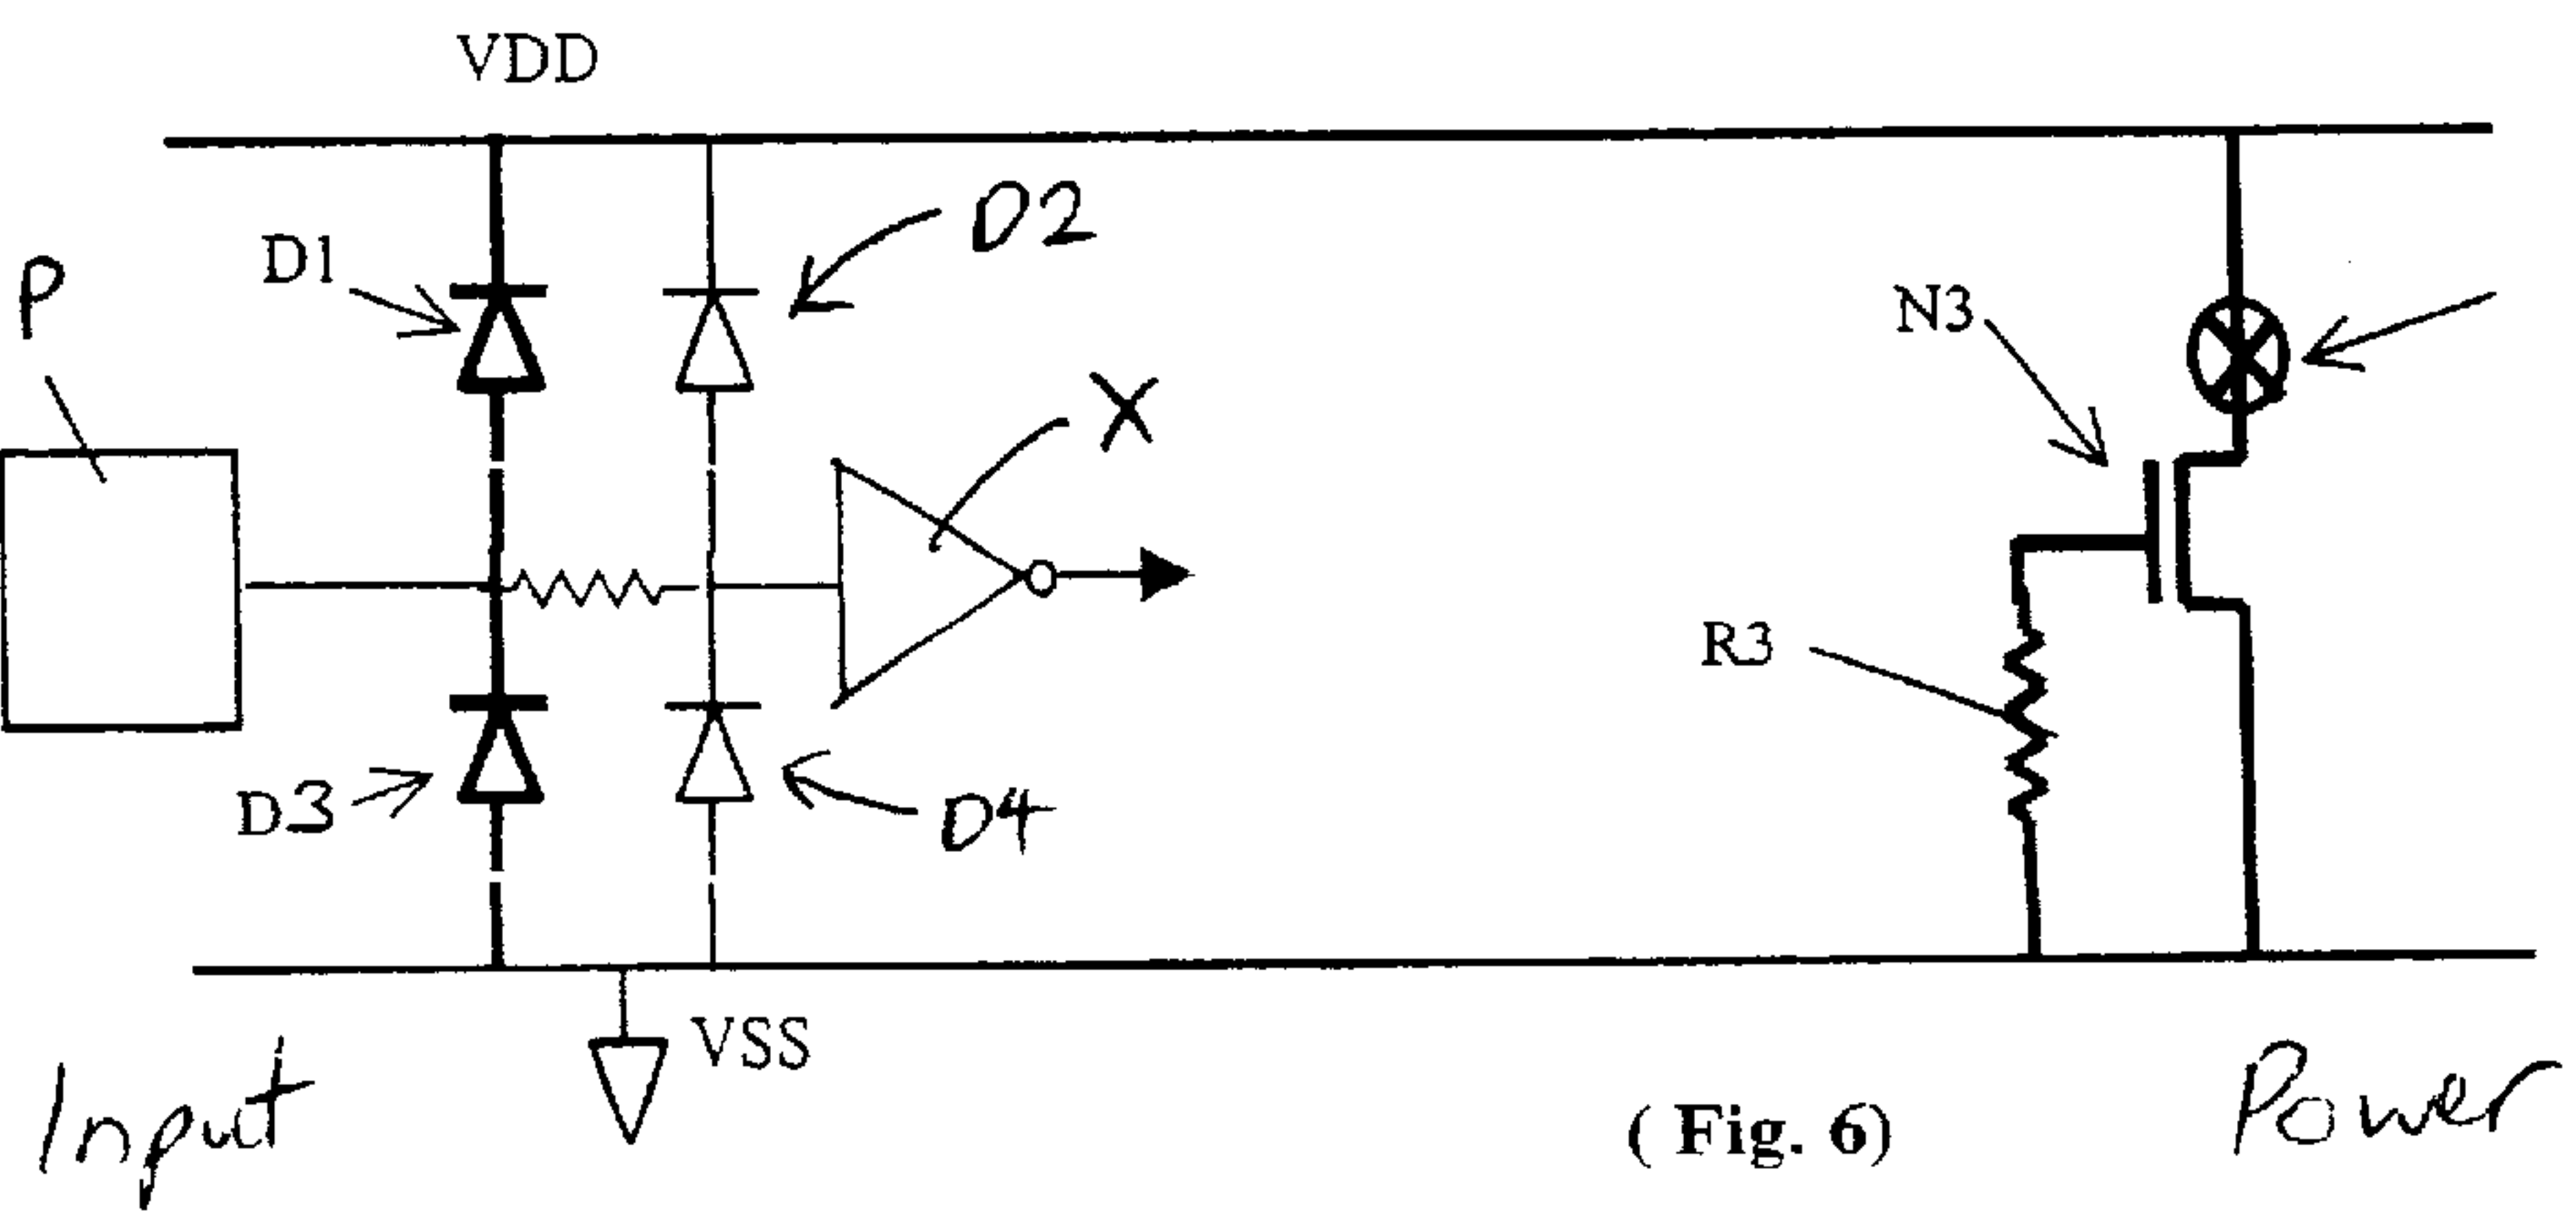 VDD
D1
D2
P
N3
X
R3
D3
D4
VSS
Input
( Fig. 6)
Power